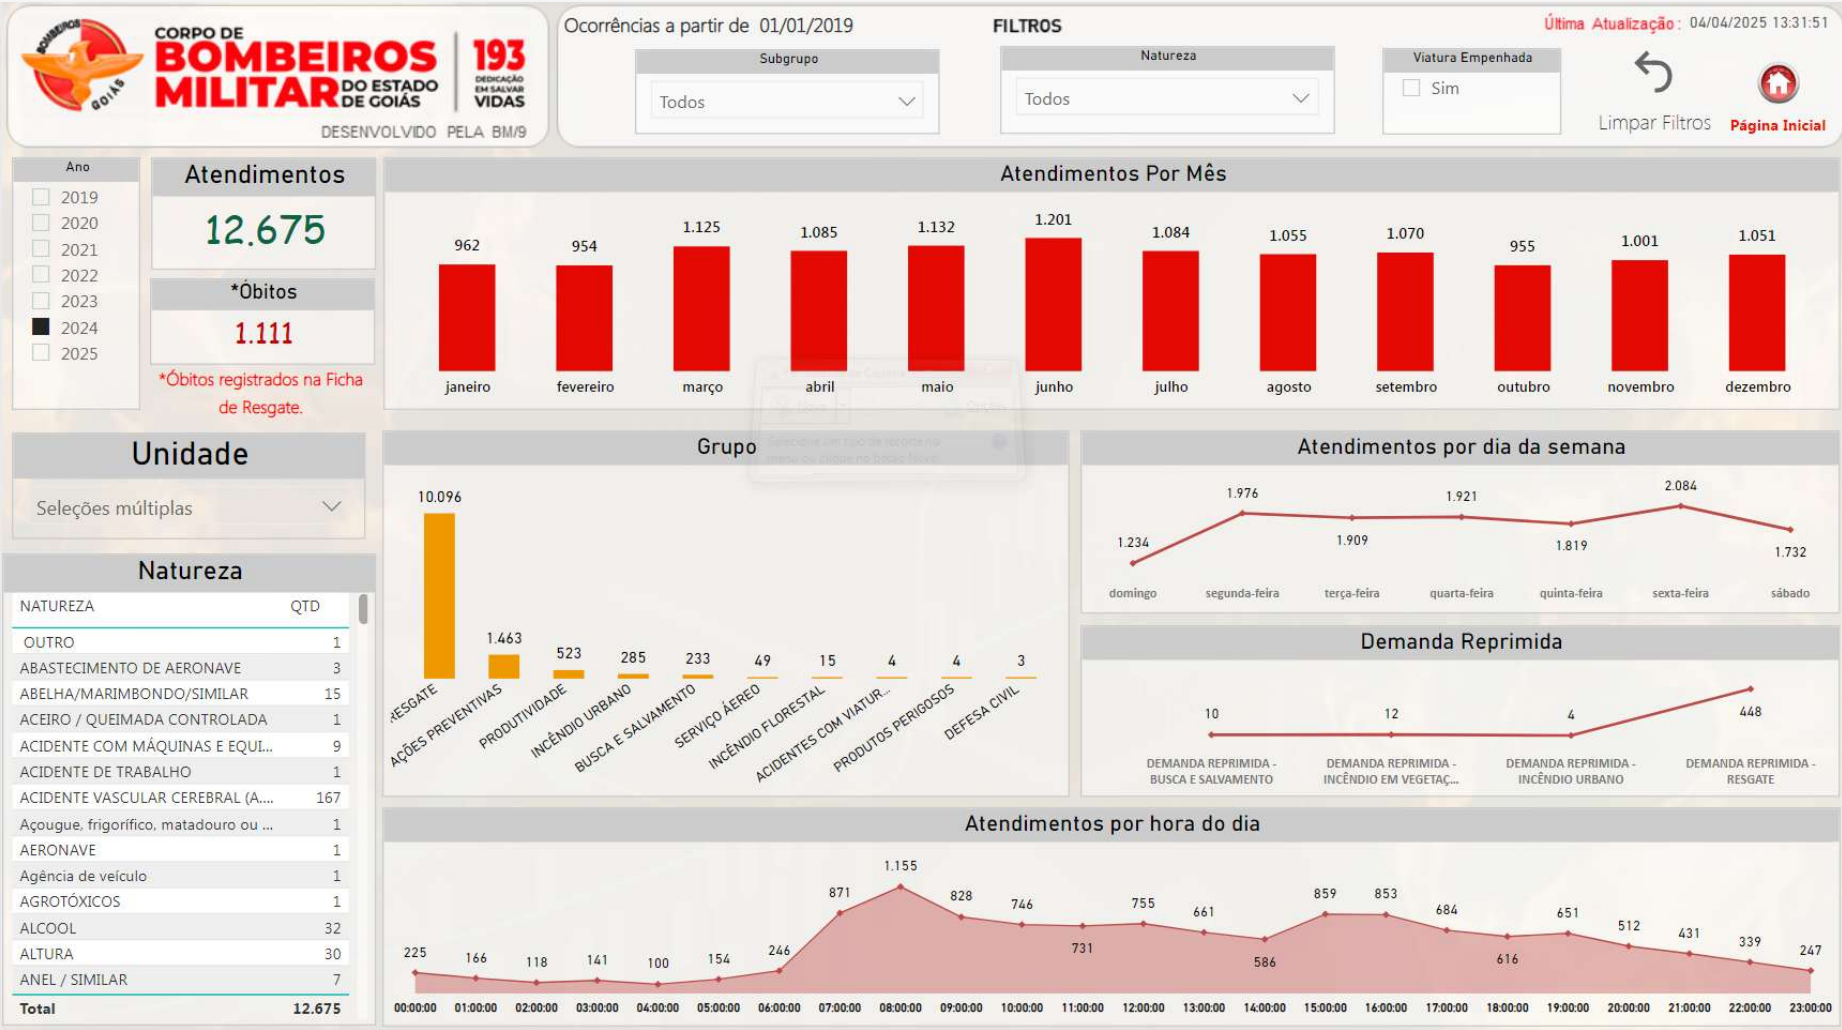 BOMBEIROS
GOIÁS
CORPO DE
BOMBEIROS
MILITAR DO ESTADO
DE GOIÁS
193
DEDICAÇÃO
EM SALVAR
VIDAS
DESENVOLVIDO PELA BM/9
Ocorrências a partir de 01/01/2019
FILTROS
Última Atualização: 04/04/2025 13:31:51
Subgrupo
Todos
Natureza
Todos
Viatura Empenhada
Sim
Limpar Filtros
Página Inicial
Ano
2019
2020
2021
2022
2023
2024
2025
Atendimentos
12.675
*Óbitos
1.111
*Óbitos registrados na Ficha
de Resgate.
Atendimentos Por Mês
962 954 1.125 1.085 1.132 1.201 1.084 1.055 1.070 955 1.001 1.051
janeiro fevereiro março abril maio junho julho agosto setembro outubro novembro dezembro
Unidade
Seleções múltiplas
Natureza
NATUREZA QTD
OUTRO 1
ABASTECIMENTO DE AERONAVE 3
ABELHA/MARIMBONDO/SIMILAR 15
ACEIRO / QUEIMADA CONTROLADA 1
ACIDENTE COM MÁQUINAS E EQUI... 9
ACIDENTE DE TRABALHO 1
ACIDENTE VASCULAR CEREBRAL (A.... 167
Açougue, frigorífico, matadouro ou ... 1
AERONAVE 1
Agência de veículo 1
AGROTÓXICOS 1
ALCOOL 32
ALTURA 30
ANEL / SIMILAR 7
Total 12.675
Grupo
10.096 1.463 523 285 233 49 15 4 4 3
RESGATE
AÇÕES PREVENTIVAS
PRODUTIVIDADE
INCÊNDIO URBANO
BUSCA E SALVAMENTO
SERVIÇO ÁEREO
INCÊNDIO FLORESTAL
ACIDENTES COM VIATUR...
PRODUTOS PERIGOSOS
DEFESA CIVIL
Atendimentos por dia da semana
1.234 1.976 1.909 1.921 1.819 2.084 1.732
domingo segunda-feira terça-feira quarta-feira quinta-feira sexta-feira sábado
Demanda Reprimida
10 12 4 448
DEMANDA REPRIMIDA -
BUSCA E SALVAMENTO
DEMANDA REPRIMIDA -
INCÊNDIO EM VEGETAÇ...
DEMANDA REPRIMIDA -
INCÊNDIO URBANO
DEMANDA REPRIMIDA -
RESGATE
Atendimentos por hora do dia
225 166 118 141 100 154 246 871 1.155 828 746 731 755 661 586 859 853 684 616 651 512 431 339 247
00:00:00 01:00:00 02:00:00 03:00:00 04:00:00 05:00:00 06:00:00 07:00:00 08:00:00 09:00:00 10:00:00 11:00:00 12:00:00 13:00:00 14:00:00 15:00:00 16:00:00 17:00:00 18:00:00 19:00:00 20:00:00 21:00:00 22:00:00 23:00:00